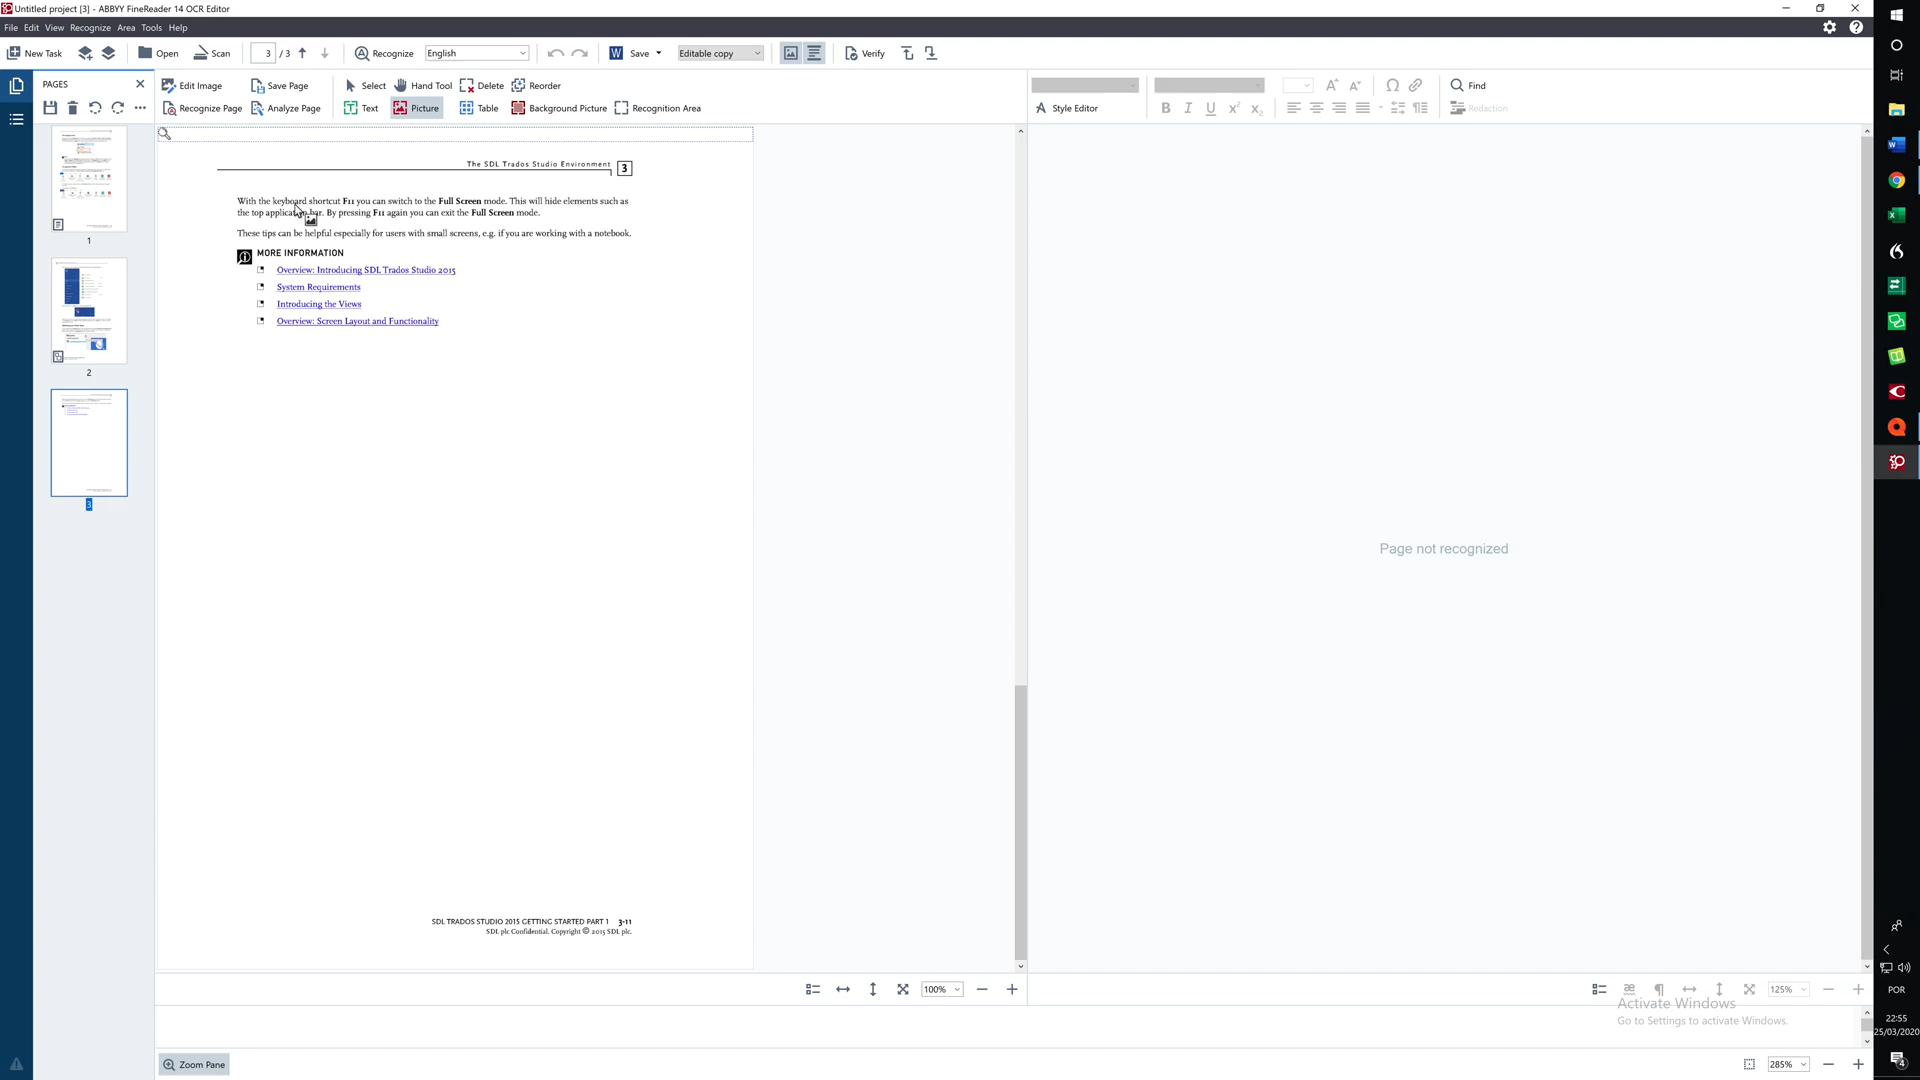 Untitled project [3] - ABBYY FineReader 14 OCR Editor
File Edit View Recognize Area Tools Help
New Task Open Scan 3 / 3 Recognize English W Save Editable copy Verify
PAGES
Edit Image Save Page Select Hand Tool Delete Reorder
Recognize Page Analyze Page Text Picture Table Background Picture Recognition Area
Find
Style Editor B I U X² X₂ Redaction
1
2
3
The SDL Trados Studio Environment 3
With the keyboard shortcut F11 you can switch to the Full Screen mode. This will hide elements such as
the top application bar. By pressing F11 again you can exit the Full Screen mode.
These tips can be helpful especially for users with small screens, e.g. if you are working with a notebook.
MORE INFORMATION
Overview: Introducing SDL Trados Studio 2015
System Requirements
Introducing the Views
Overview: Screen Layout and Functionality
Page not recognized
SDL TRADOS STUDIO 2015 GETTING STARTED PART 1 3-11
SDL plc Confidential. Copyright © 2015 SDL plc.
100%
125%
Activate Windows
Go to Settings to activate Windows.
Zoom Pane
285%
POR
22:55
25/03/2020
4